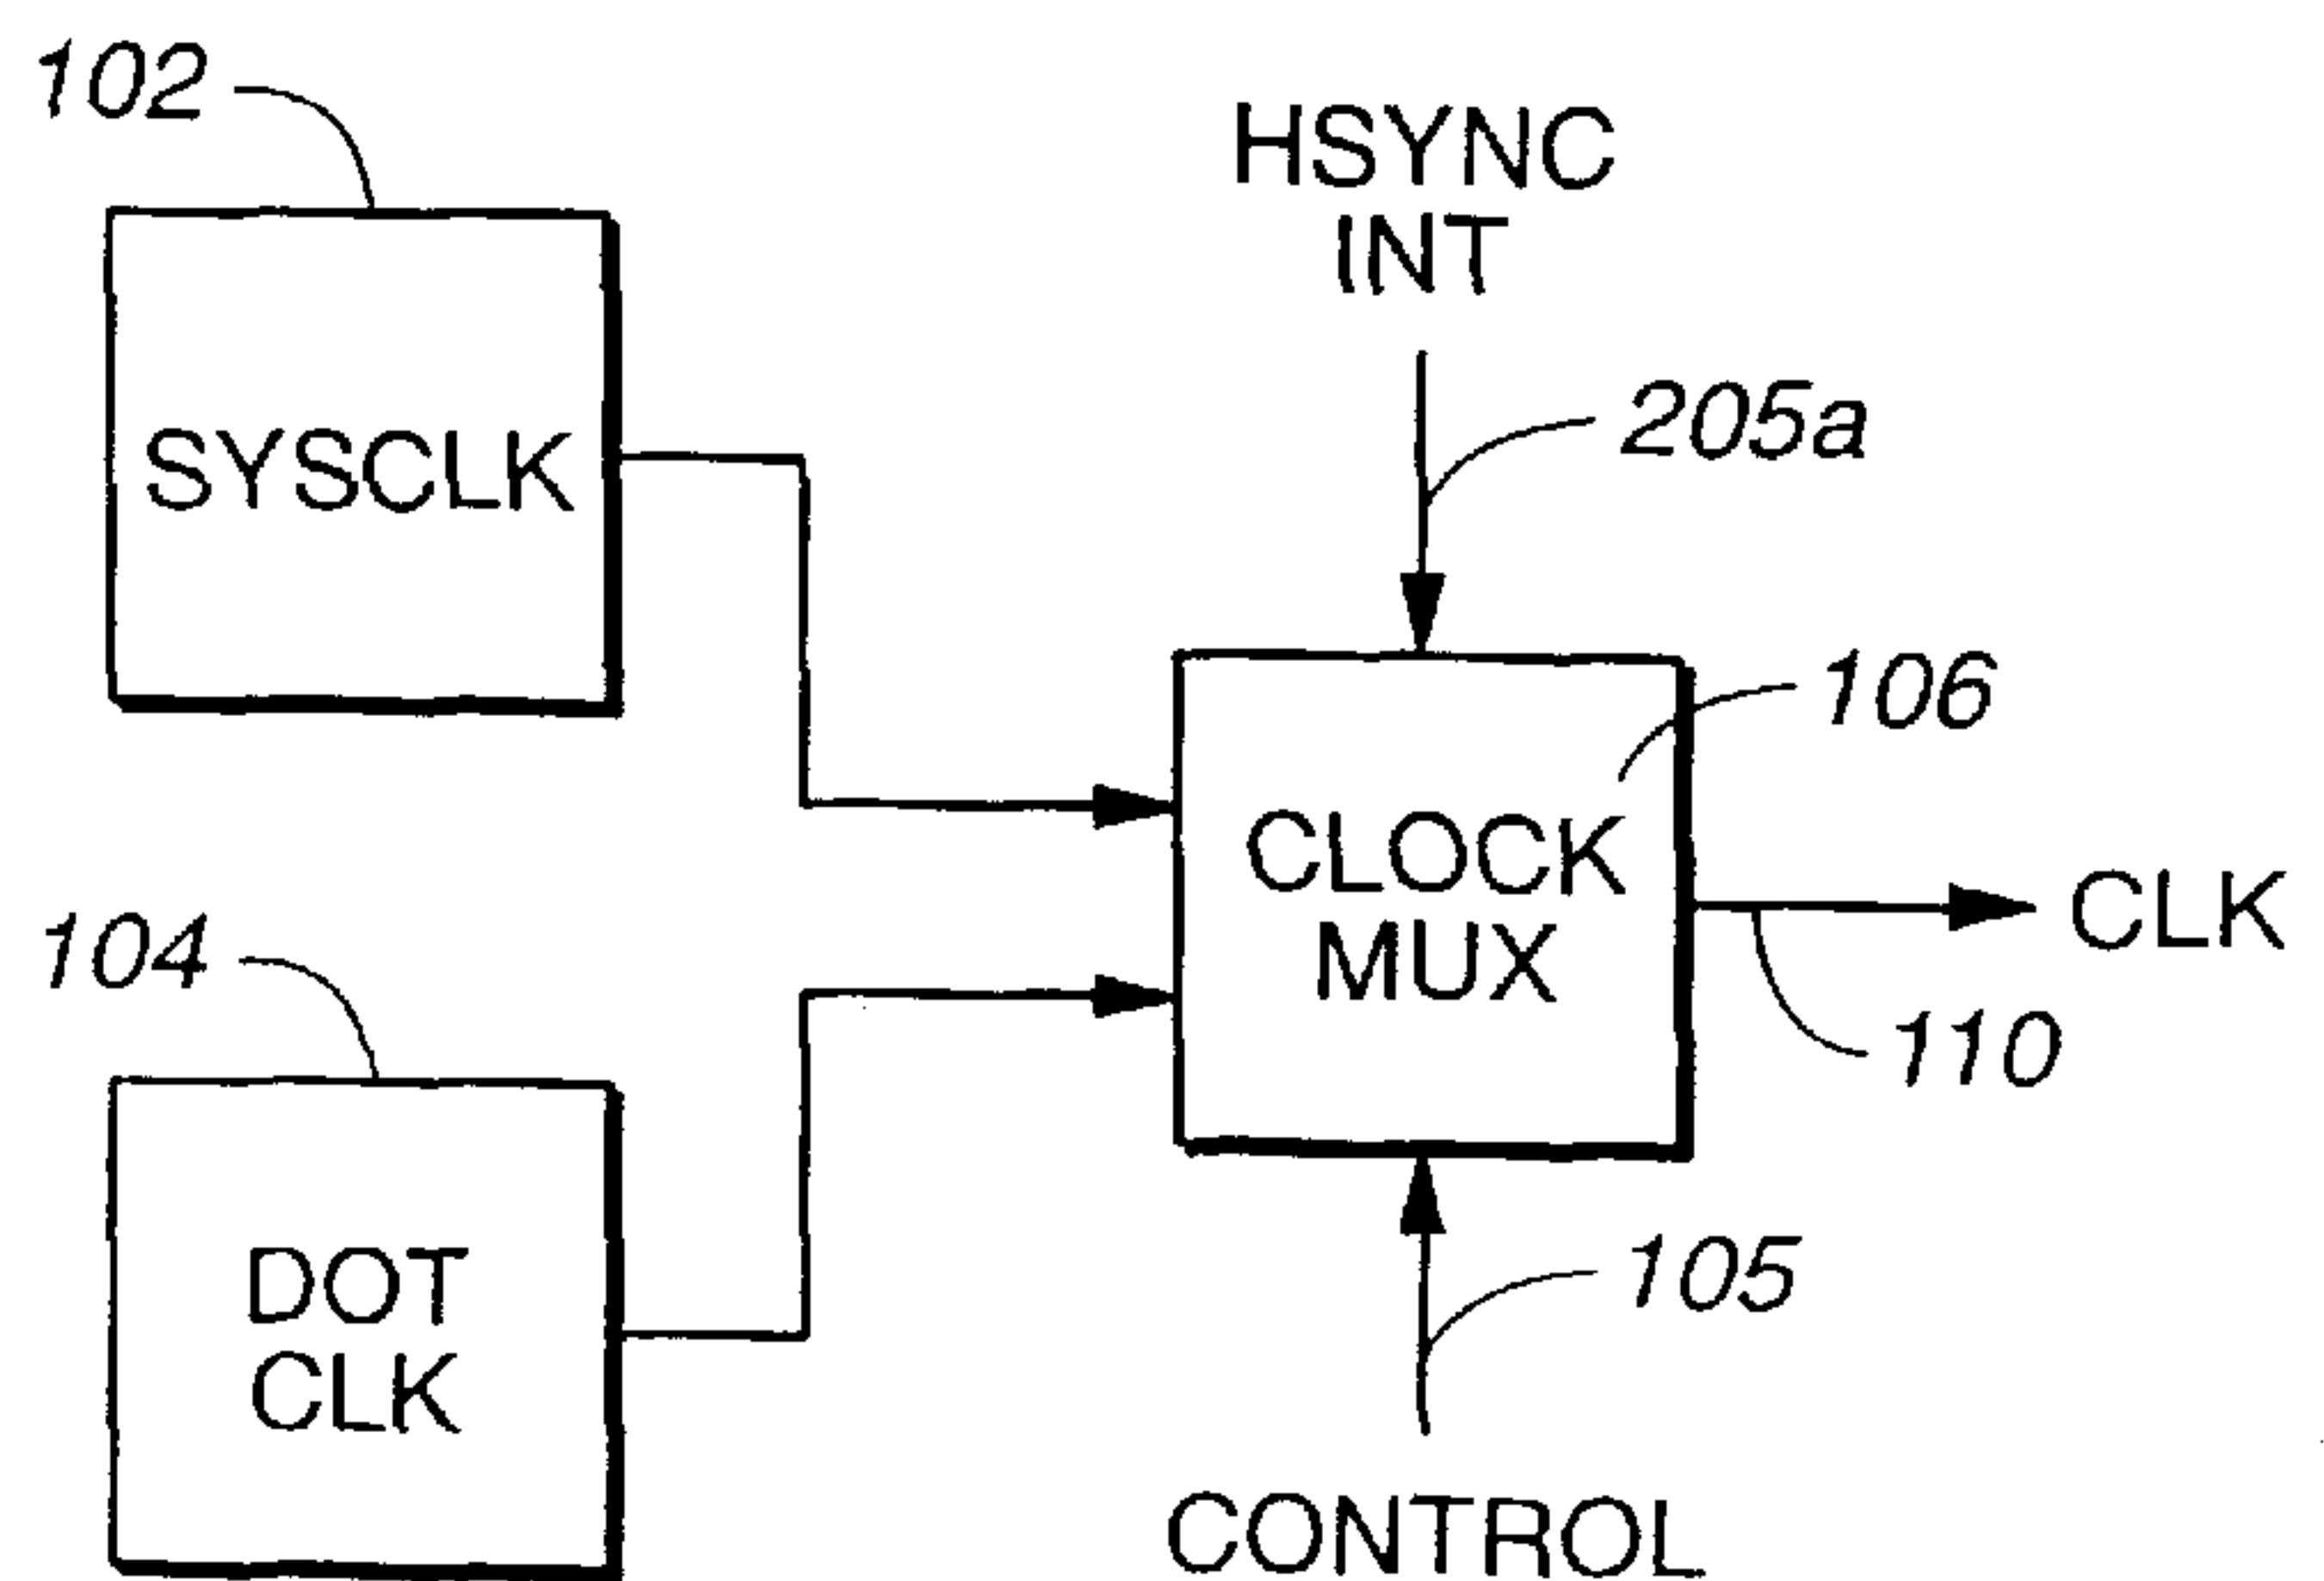 102
HSYNC
INT
205a
SYSCLK
106
CLOCK
MUX
CLK
104
110
DOT
CLK
105
CONTROL